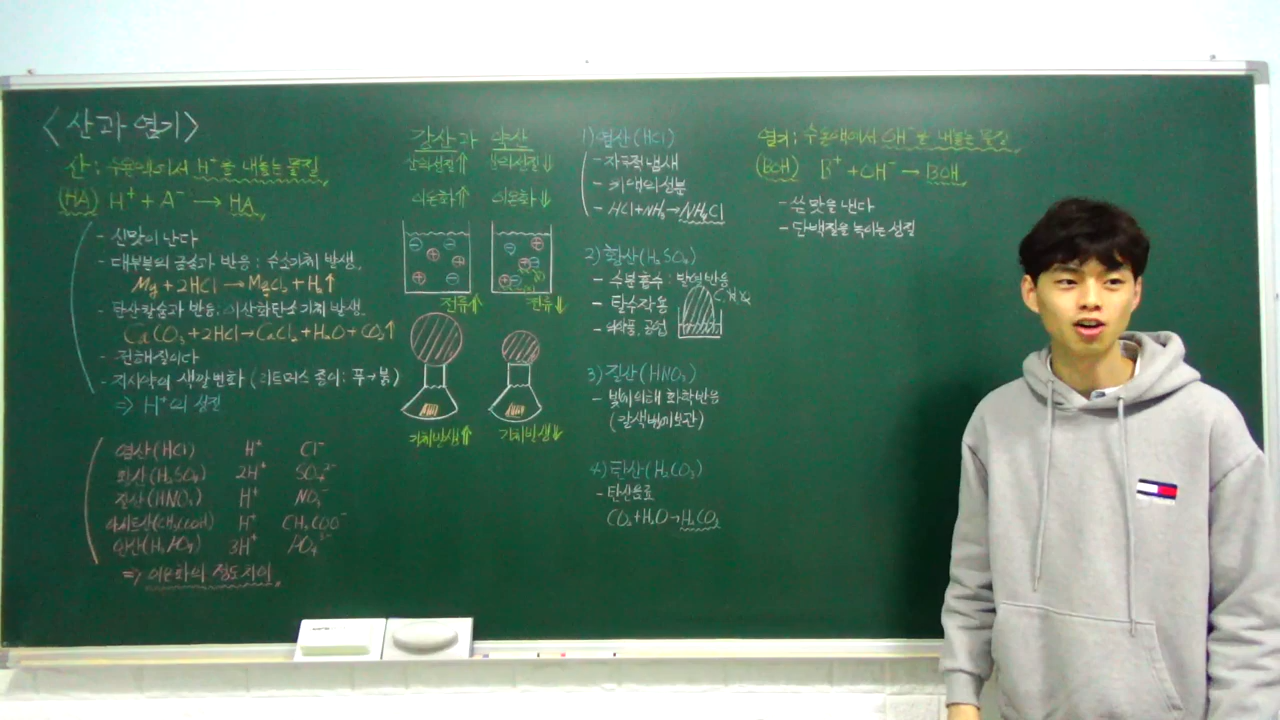 <산과 염기>
산 : 수용액에서 H⁺를 내놓는 물질
(HA) H⁺ + A⁻ → HA
- 신맛이 난다
- 대부분의 금속과 반응 : 수소기체 발생.
Mg + 2HCl → MgCl₂ + H₂↑
- 탄산칼슘과 반응 : 이산화탄소 기체 발생.
CaCO₃ + 2HCl → CaCl₂ + H₂O + CO₂↑
- 전해질이다
- 지시약의 색깔 변화 (리트머스 종이 : 푸→붉)
⇒ H⁺의 성질
염산(HCl) H⁺ Cl⁻
황산(H₂SO₄) 2H⁺ SO₄²⁻
질산(HNO₃) H⁺ NO₃⁻
아세트산(CH₃COOH) H⁺ CH₃COO⁻
인산(H₃PO₄) 3H⁺ PO₄³⁻
⇒ 이온화의 정도차이.
강산과 약산
산의성질⇑ 산의성질⇓
이온화⇑ 이온화⇓
전류⇑ 전류⇓
기체발생⇑ 기체발생⇓
1) 염산(HCl)
- 자극적 냄새
- 위액의 성분
- HCl + NH₃ → NH₄Cl
2) 황산(H₂SO₄)
- 수분흡수 : 발열반응
- 탈수작용
- 의약품, 공업
3) 질산(HNO₃)
- 빛에의해 화학반응
(갈색병에보관)
4) 탄산(H₂CO₃)
- 탄산음료
CO₂ + H₂O → H₂CO₃
염기 : 수용액에서 OH⁻를 내놓는 물질
(BOH) B⁺ + OH⁻ → BOH
- 쓴 맛을 낸다
- 단백질을 녹이는 성질